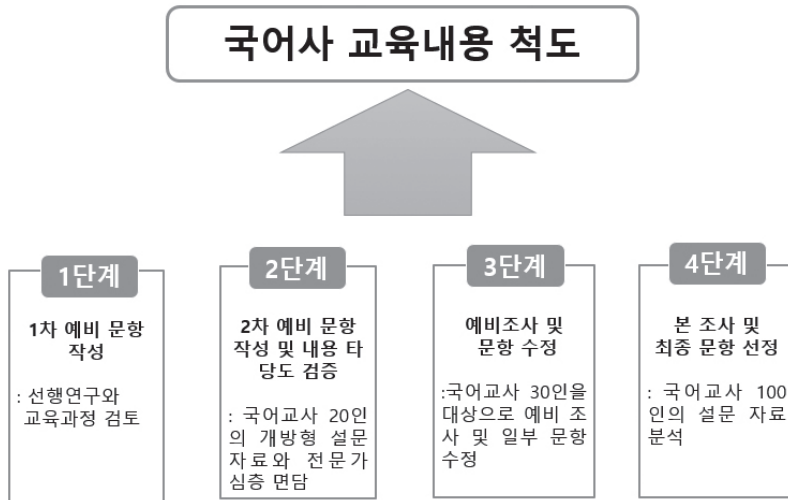 국어사 교육내용 척도
1단계
1차 예비 문항
작성
: 선행연구와
교육과정 검토
2단계
2차 예비 문항
작성 및 내용 타
당도 검증
: 국어교사 20인
의 개방형 설문
자료와 전문가
심층 면담
3단계
예비조사 및
문항 수정
:국어교사 30인을
대상으로 예비 조
사 및 일부 문항
수정
4단계
본 조사 및
최종 문항 선정
: 국어교사 100
인의 설문 자료
분석